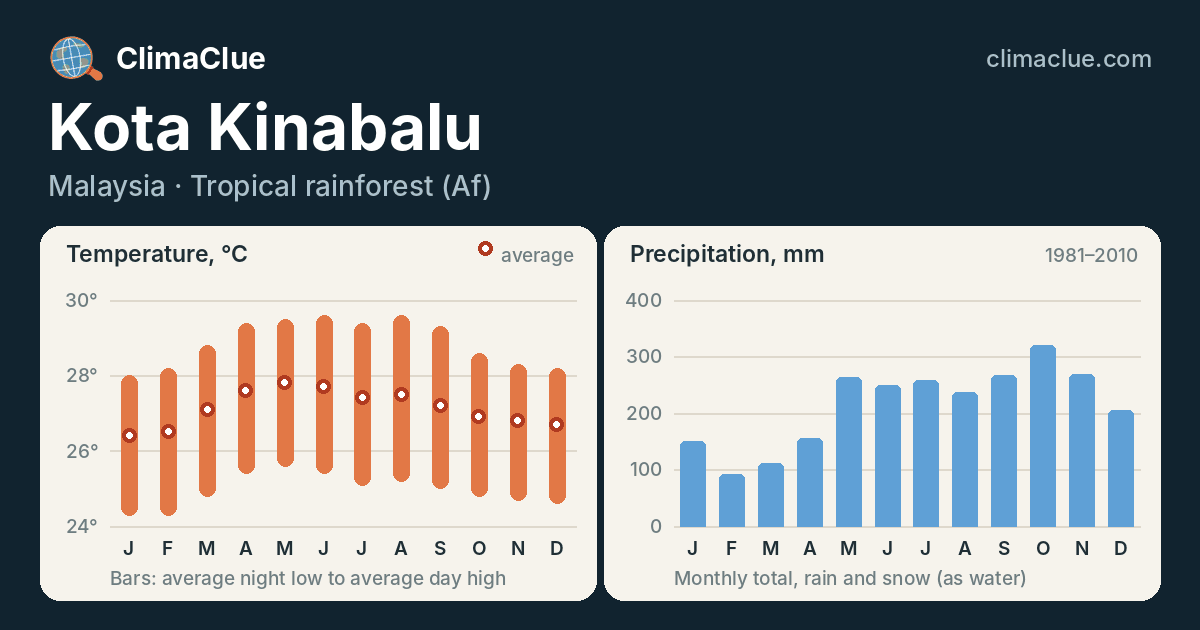 ClimaClue
climaclue.com
Kota Kinabalu
Malaysia · Tropical rainforest (Af)
Temperature, °C
average
30°
28°
26°
24°
J F M A M J J A S O N D
Bars: average night low to average day high
Precipitation, mm
1981–2010
400
300
200
100
0
J F M A M J J A S O N D
Monthly total, rain and snow (as water)